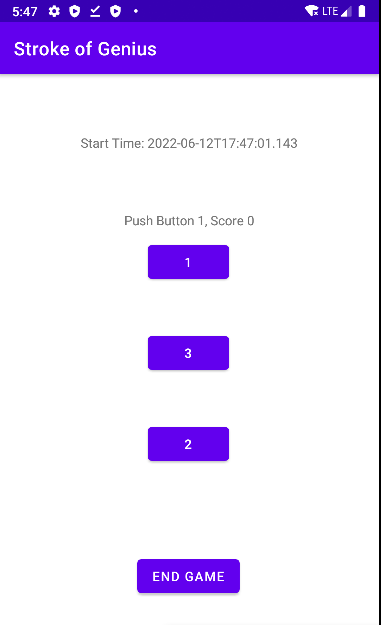 5:47 LTE
Stroke of Genius
Start Time: 2022-06-12T17:47:01.143
Push Button 1, Score 0
1
3
2
END GAME